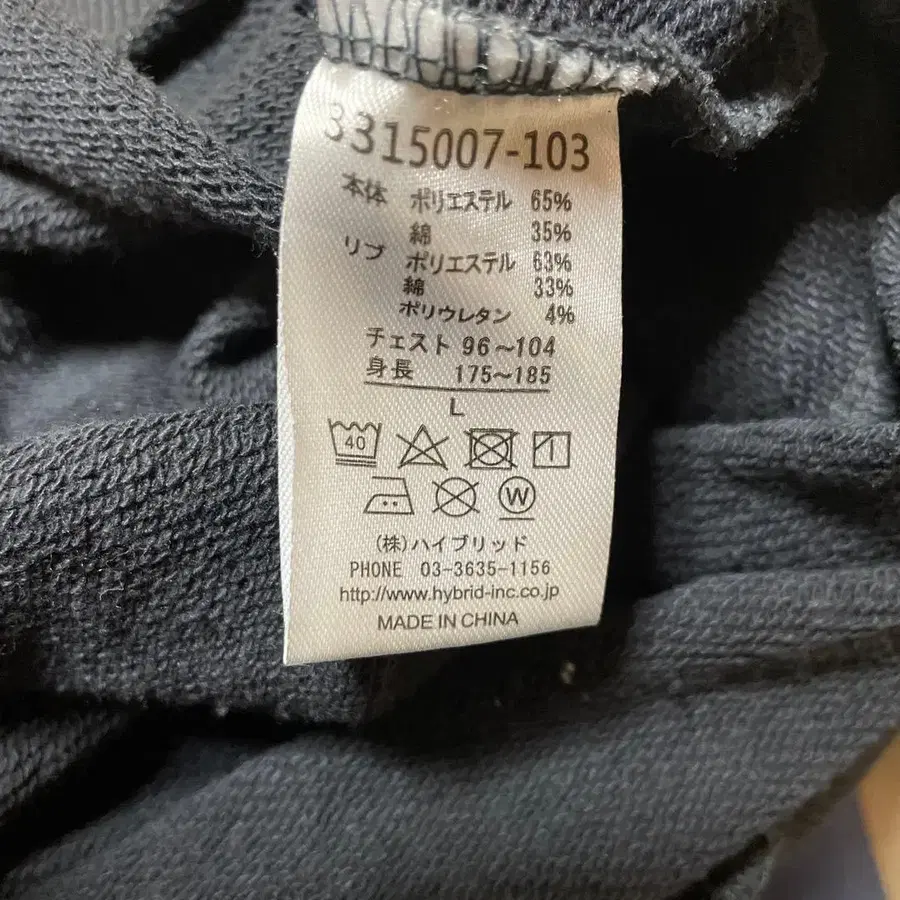 3315007-103
本体 ポリエステル 65%
綿 35%
リブ ポリエステル 63%
綿 33%
ポリウレタン 4%
チェスト 96～104
身長 175～185
L
40
W
(株)ハイブリッド
PHONE 03-3635-1156
http://www.hybrid-inc.co.jp
MADE IN CHINA